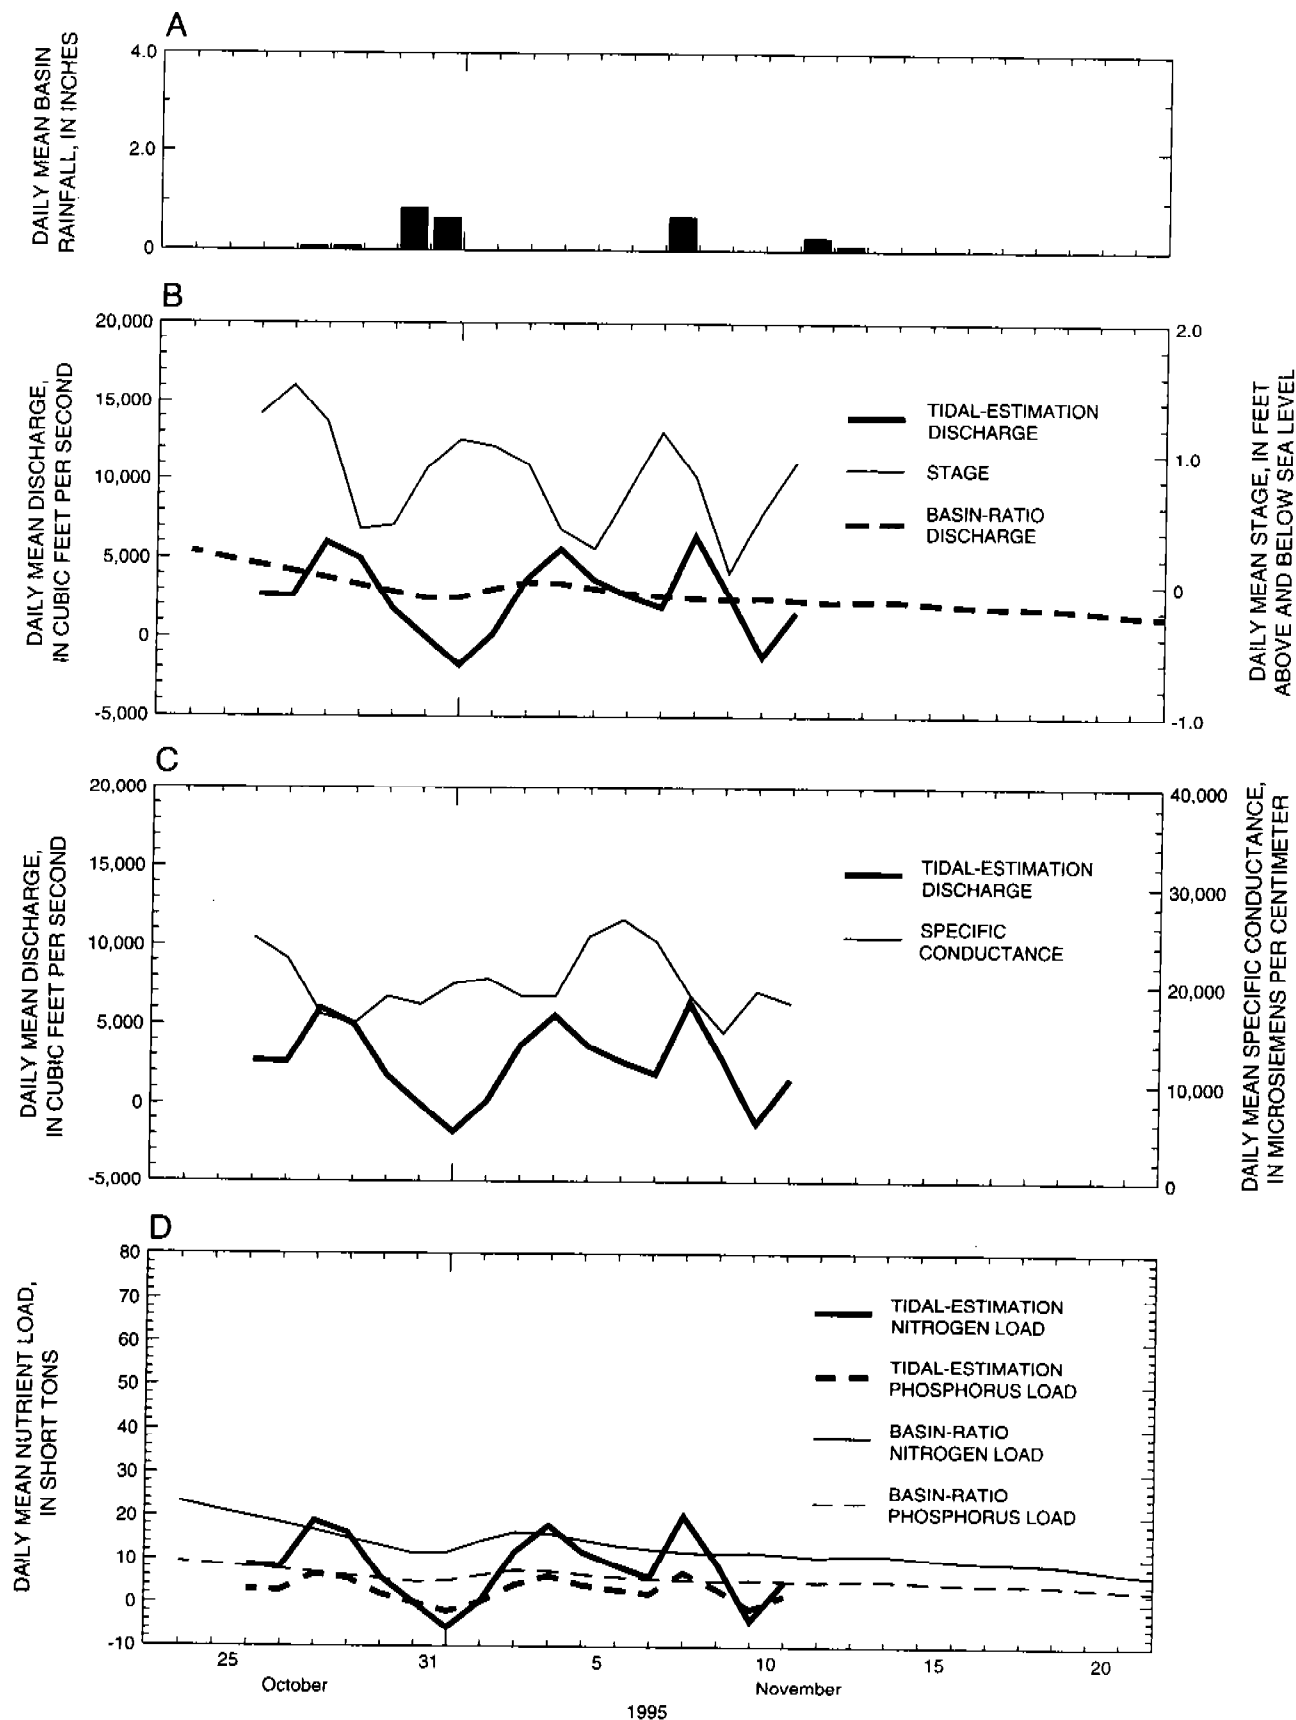 A
DAILY MEAN BASIN
RAINFALL, IN INCHES
4.0
2.0
0
B
DAILY MEAN DISCHARGE,
IN CUBIC FEET PER SECOND
20,000
15,000
10,000
5,000
0
-5,000
TIDAL-ESTIMATION
DISCHARGE
STAGE
BASIN-RATIO
DISCHARGE
2.0
1.0
0
-1.0
DAILY MEAN STAGE, IN FEET
ABOVE AND BELOW SEA LEVEL
C
DAILY MEAN DISCHARGE,
IN CUBIC FEET PER SECOND
20,000
15,000
10,000
5,000
0
-5,000
TIDAL-ESTIMATION
DISCHARGE
SPECIFIC
CONDUCTANCE
40,000
30,000
20,000
10,000
0
DAILY MEAN SPECIFIC CONDUCTANCE,
IN MICROSIEMENS PER CENTIMETER
D
DAILY MEAN NUTRIENT LOAD,
IN SHORT TONS
80
70
60
50
40
30
20
10
0
-10
TIDAL-ESTIMATION
NITROGEN LOAD
TIDAL-ESTIMATION
PHOSPHORUS LOAD
BASIN-RATIO
NITROGEN LOAD
BASIN-RATIO
PHOSPHORUS LOAD
25 31 5 10 15 20
October November
1995